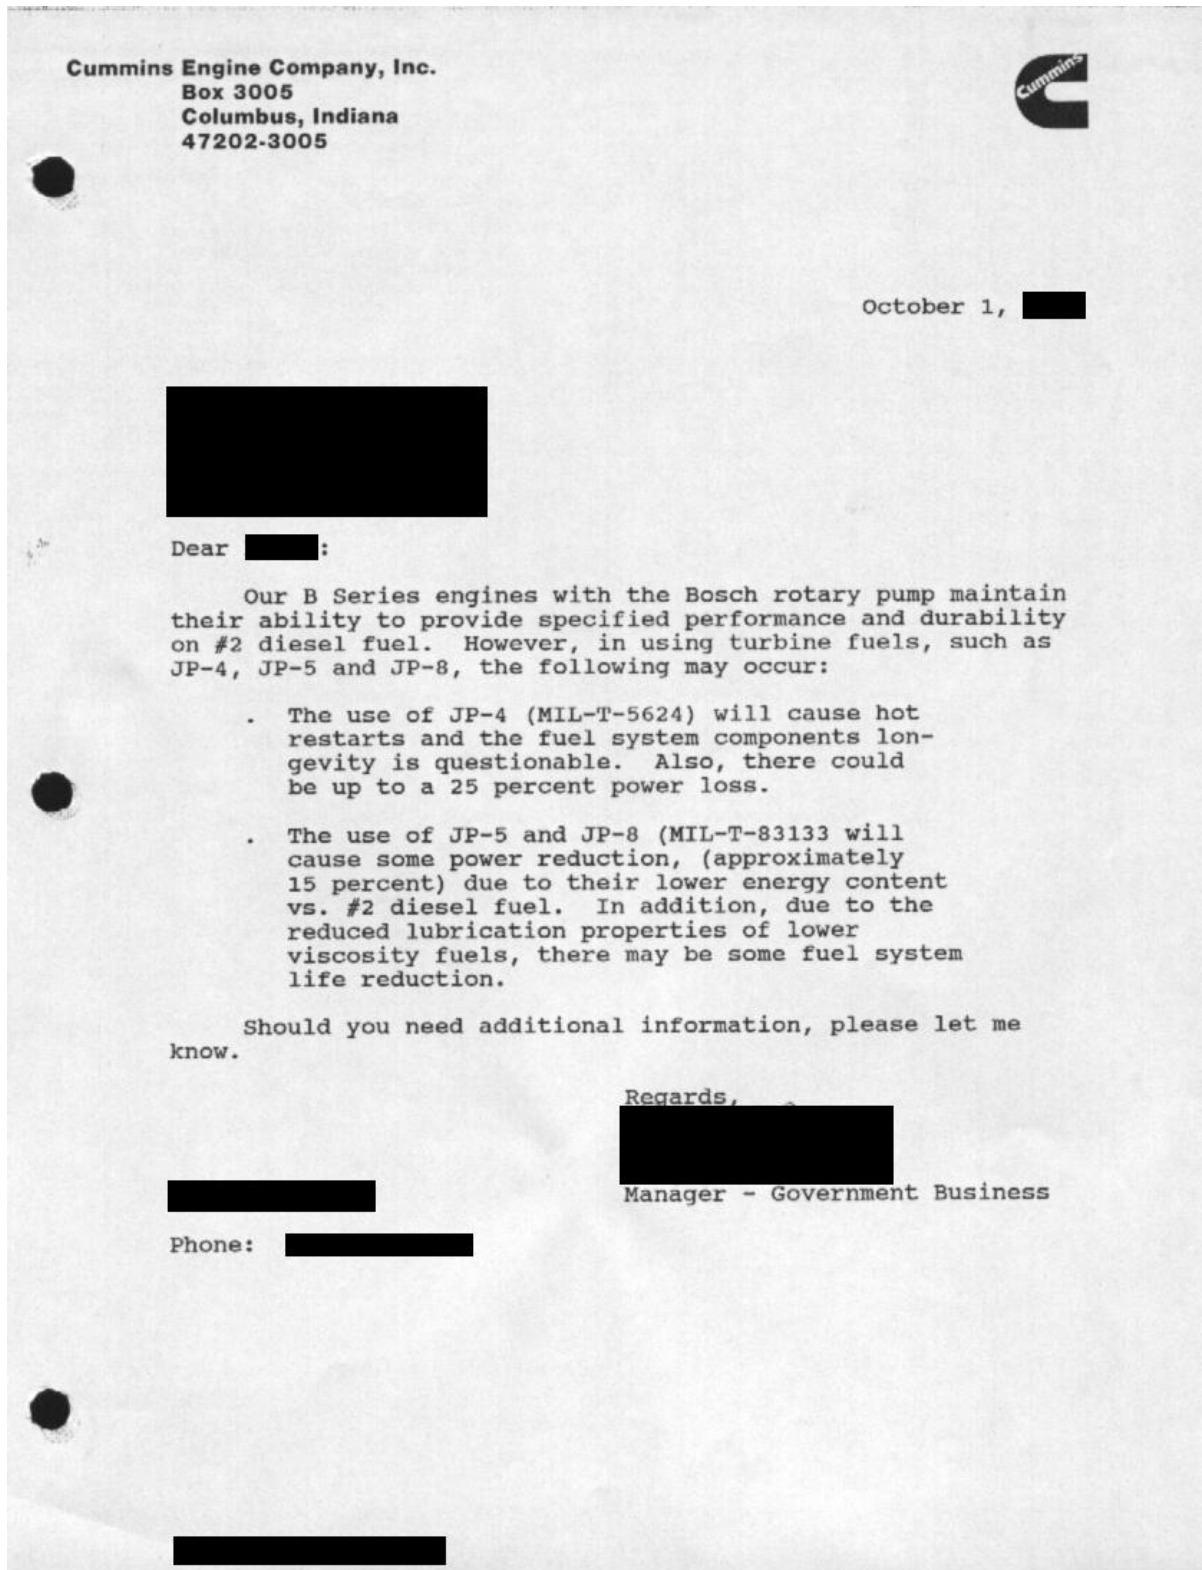 Cummins Engine Company, Inc.
Box 3005
Columbus, Indiana
47202-3005
Cummins
October 1,
Dear :
Our B Series engines with the Bosch rotary pump maintain
their ability to provide specified performance and durability
on #2 diesel fuel. However, in using turbine fuels, such as
JP-4, JP-5 and JP-8, the following may occur:
. The use of JP-4 (MIL-T-5624) will cause hot
restarts and the fuel system components lon-
gevity is questionable. Also, there could
be up to a 25 percent power loss.
. The use of JP-5 and JP-8 (MIL-T-83133 will
cause some power reduction, (approximately
15 percent) due to their lower energy content
vs. #2 diesel fuel. In addition, due to the
reduced lubrication properties of lower
viscosity fuels, there may be some fuel system
life reduction.
Should you need additional information, please let me
know.
Regards,
Manager - Government Business
Phone: